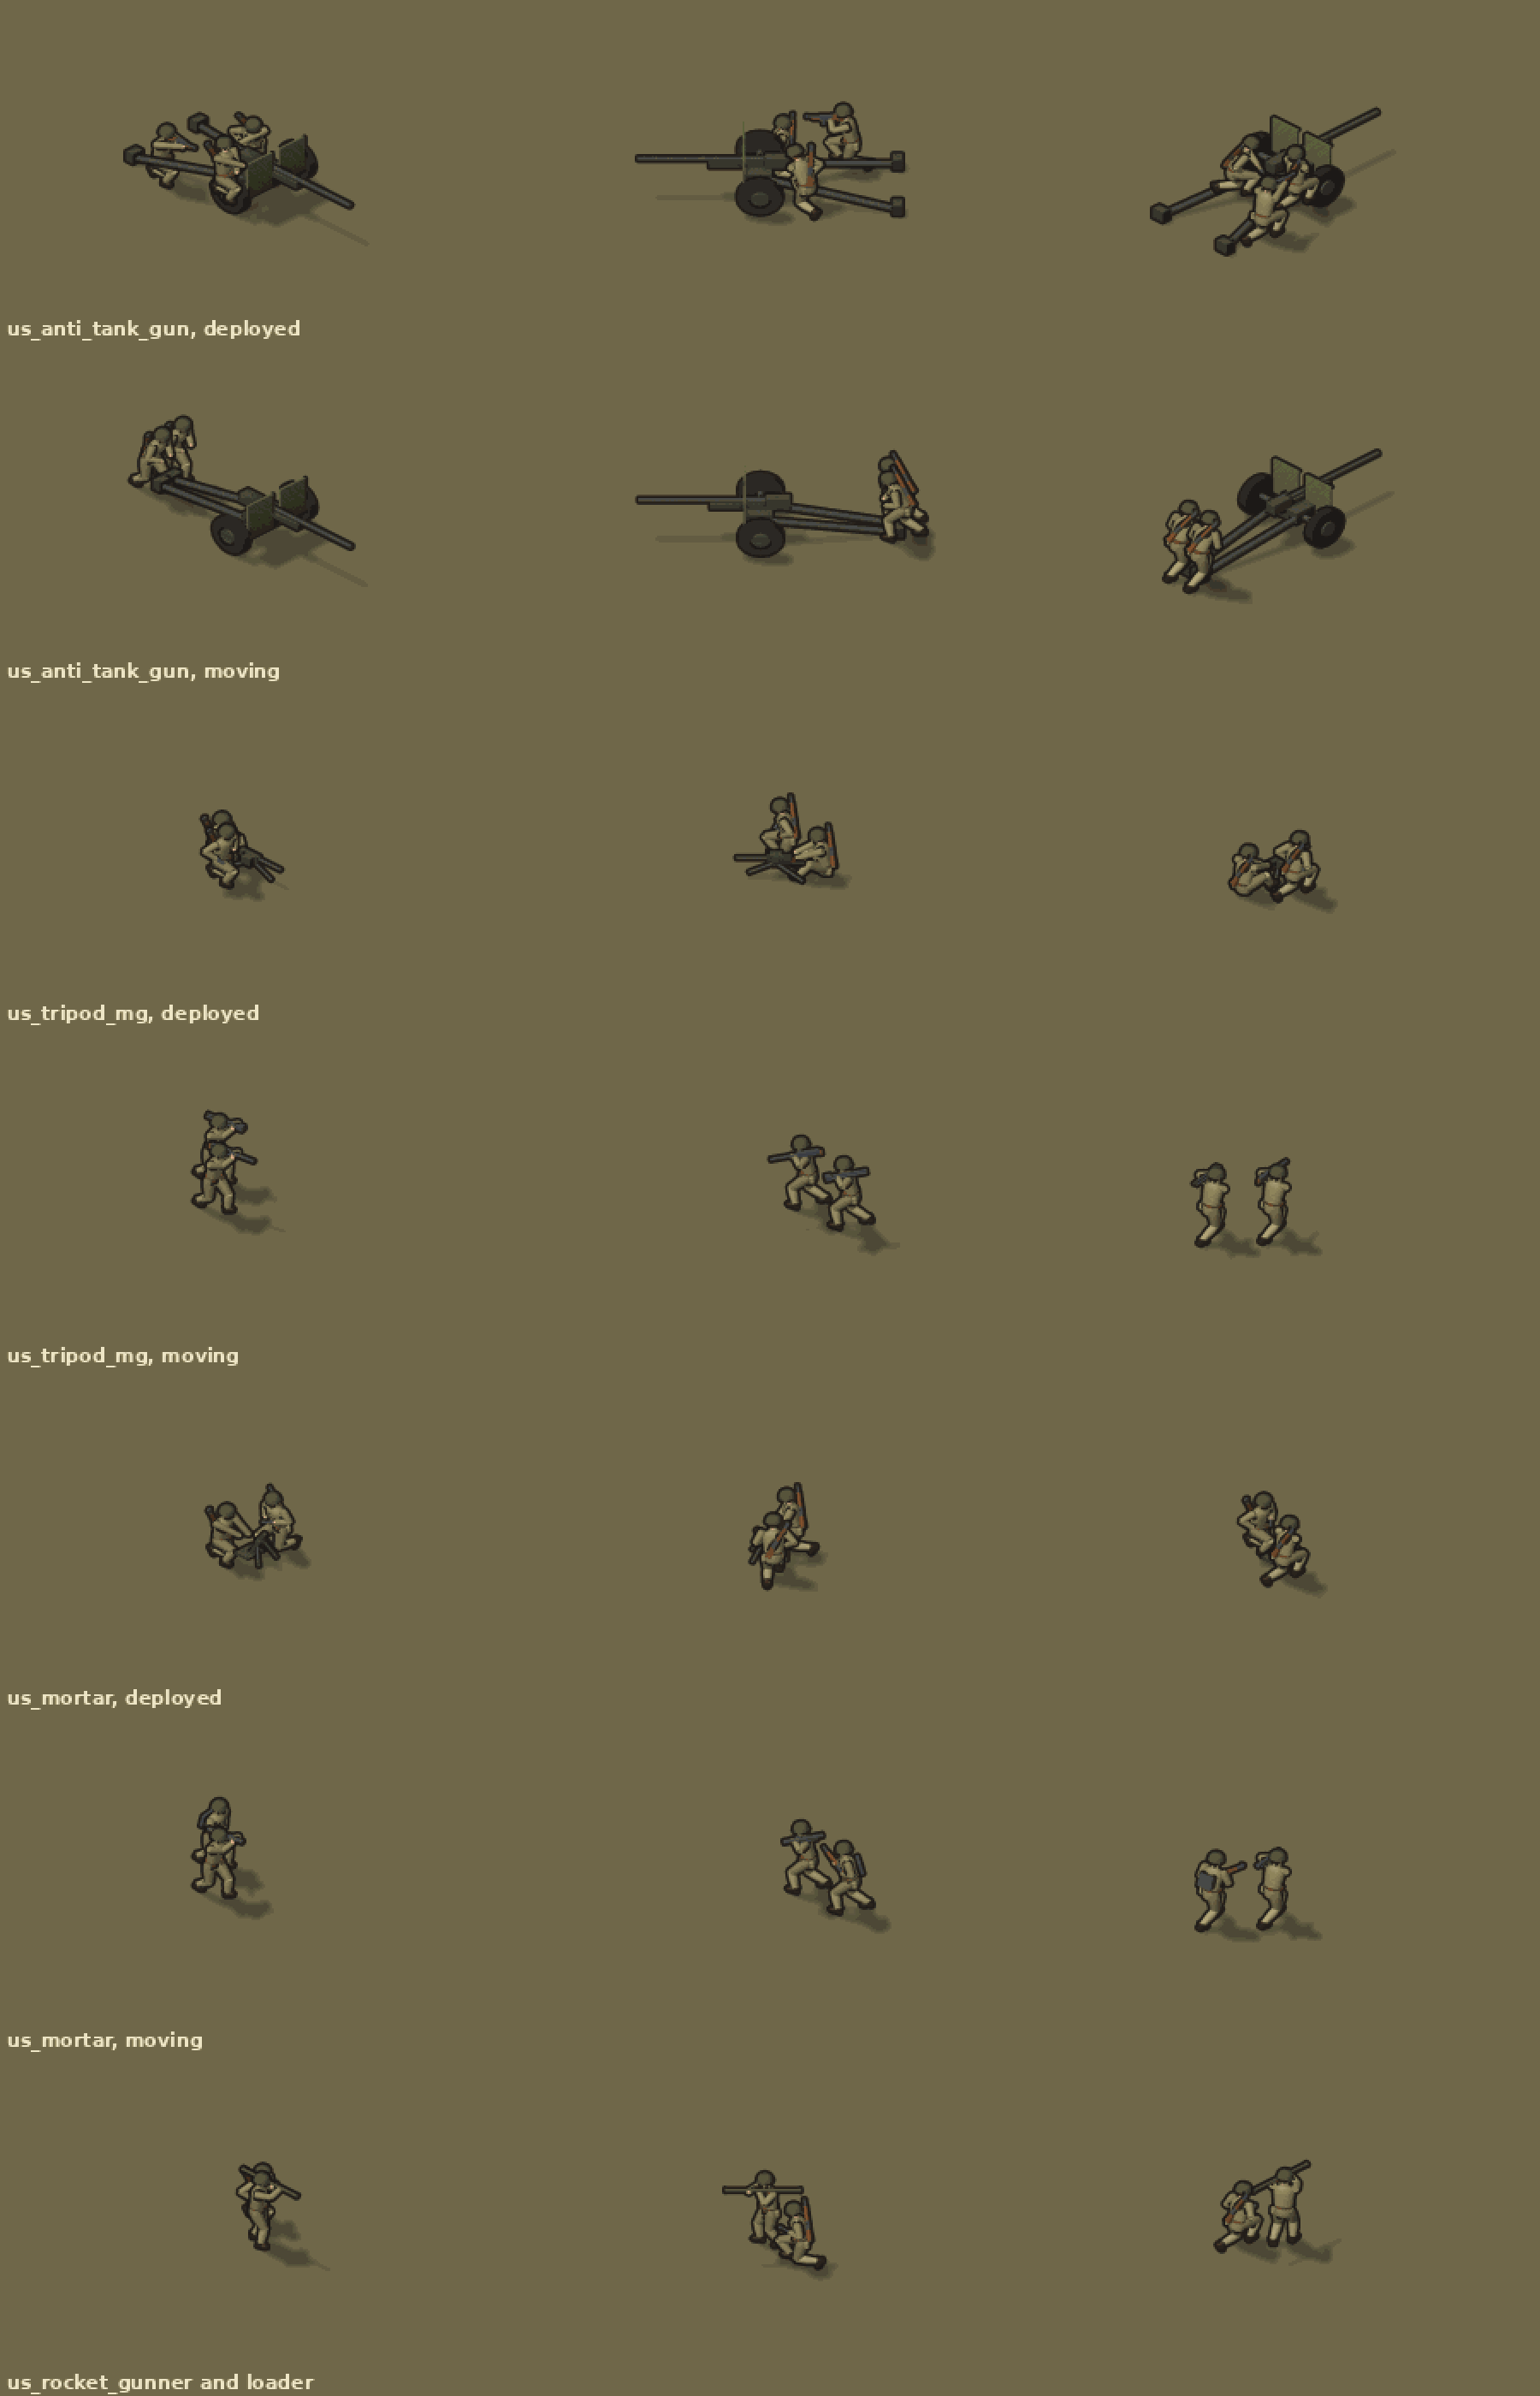 us_anti_tank_gun, deployed
us_anti_tank_gun, moving
us_tripod_mg, deployed
us_tripod_mg, moving
us_mortar, deployed
us_mortar, moving
us_rocket_gunner and loader